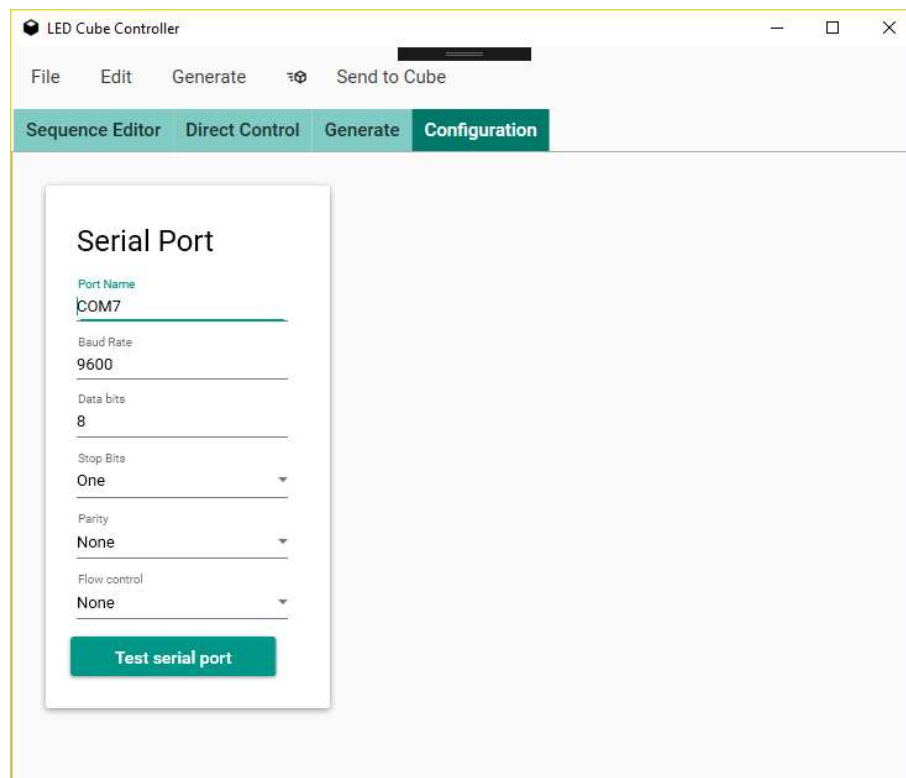 LED Cube Controller
File Edit Generate Send to Cube
Sequence Editor Direct Control Generate Configuration
Serial Port
Port Name
COM7
Baud Rate
9600
Data bits
8
Stop Bits
One
Parity
None
Flow control
None
Test serial port